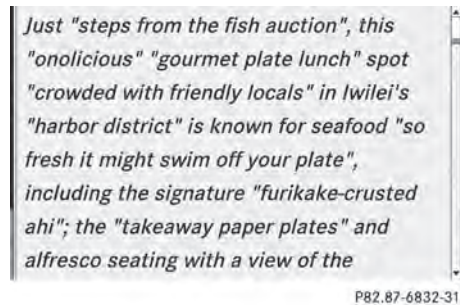 Just "steps from the fish auction", this
"onolicious" "gourmet plate lunch" spot
"crowded with friendly locals" in Iwilei's
"harbor district" is known for seafood "so
fresh it might swim off your plate",
including the signature "furikake-crusted
ahi"; the "takeaway paper plates" and
alfresco seating with a view of the
P82.87-6832-31